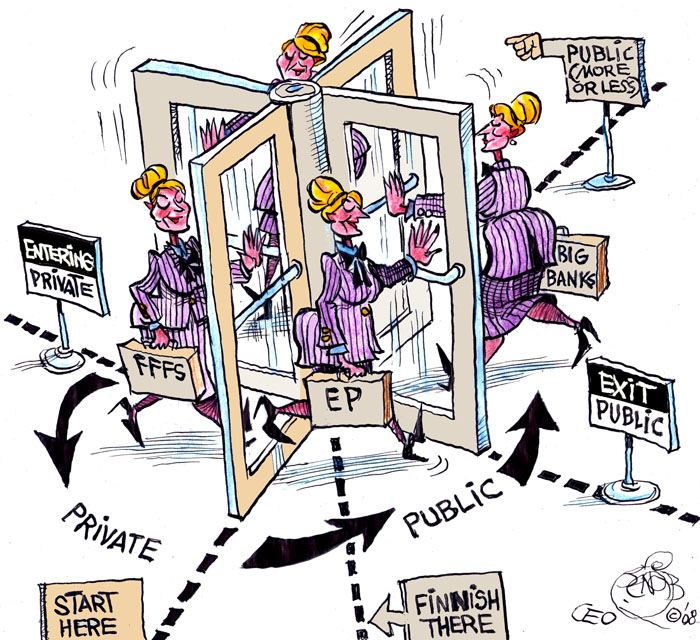 PUBLIC
(MORE
OR LESS)
ENTERING
PRIVATE
BIG
BANKS
FFFS
EP
EXIT
PUBLIC
PRIVATE
PUBLIC
START
HERE
FINNISH
THERE
CEO